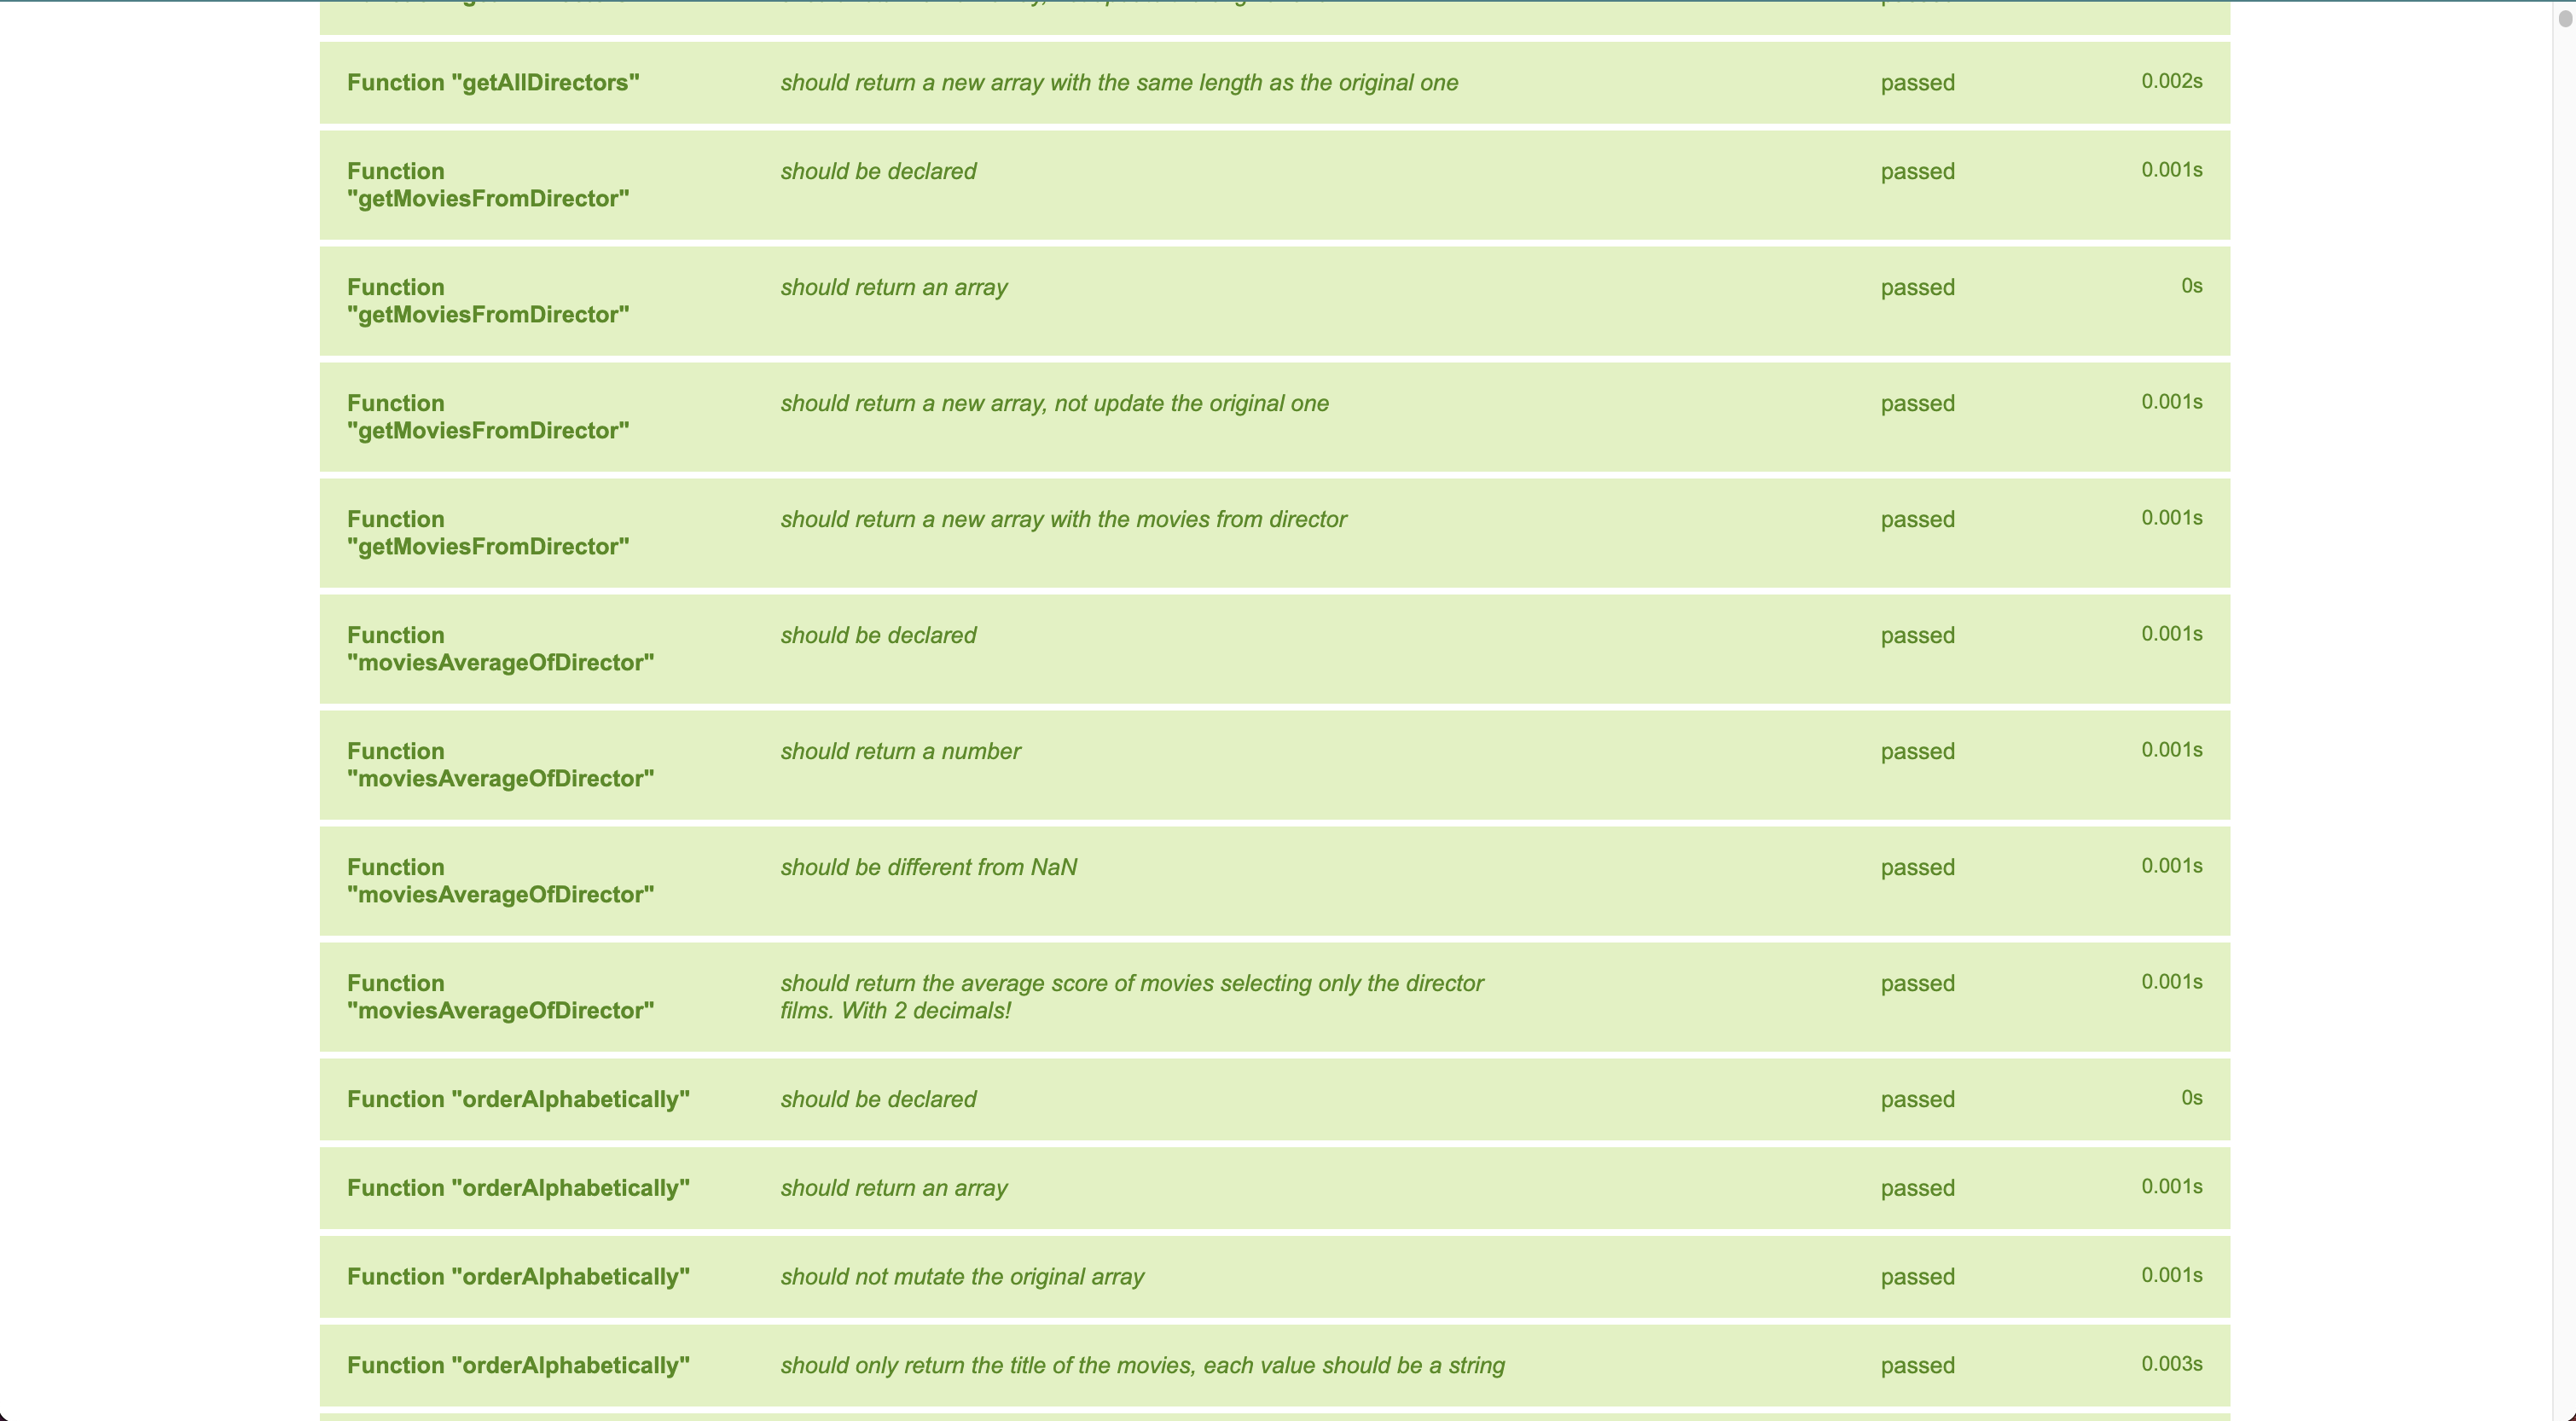 Function "getAllDirectors" should return a new array with the same length as the original one passed 0.002s
Function should be declared passed 0.001s
"getMoviesFromDirector"
Function should return an array passed 0s
"getMoviesFromDirector"
Function should return a new array, not update the original one passed 0.001s
"getMoviesFromDirector"
Function should return a new array with the movies from director passed 0.001s
"getMoviesFromDirector"
Function should be declared passed 0.001s
"moviesAverageOfDirector"
Function should return a number passed 0.001s
"moviesAverageOfDirector"
Function should be different from NaN passed 0.001s
"moviesAverageOfDirector"
Function should return the average score of movies selecting only the director passed 0.001s
"moviesAverageOfDirector" films. With 2 decimals!
Function "orderAlphabetically" should be declared passed 0s
Function "orderAlphabetically" should return an array passed 0.001s
Function "orderAlphabetically" should not mutate the original array passed 0.001s
Function "orderAlphabetically" should only return the title of the movies, each value should be a string passed 0.003s